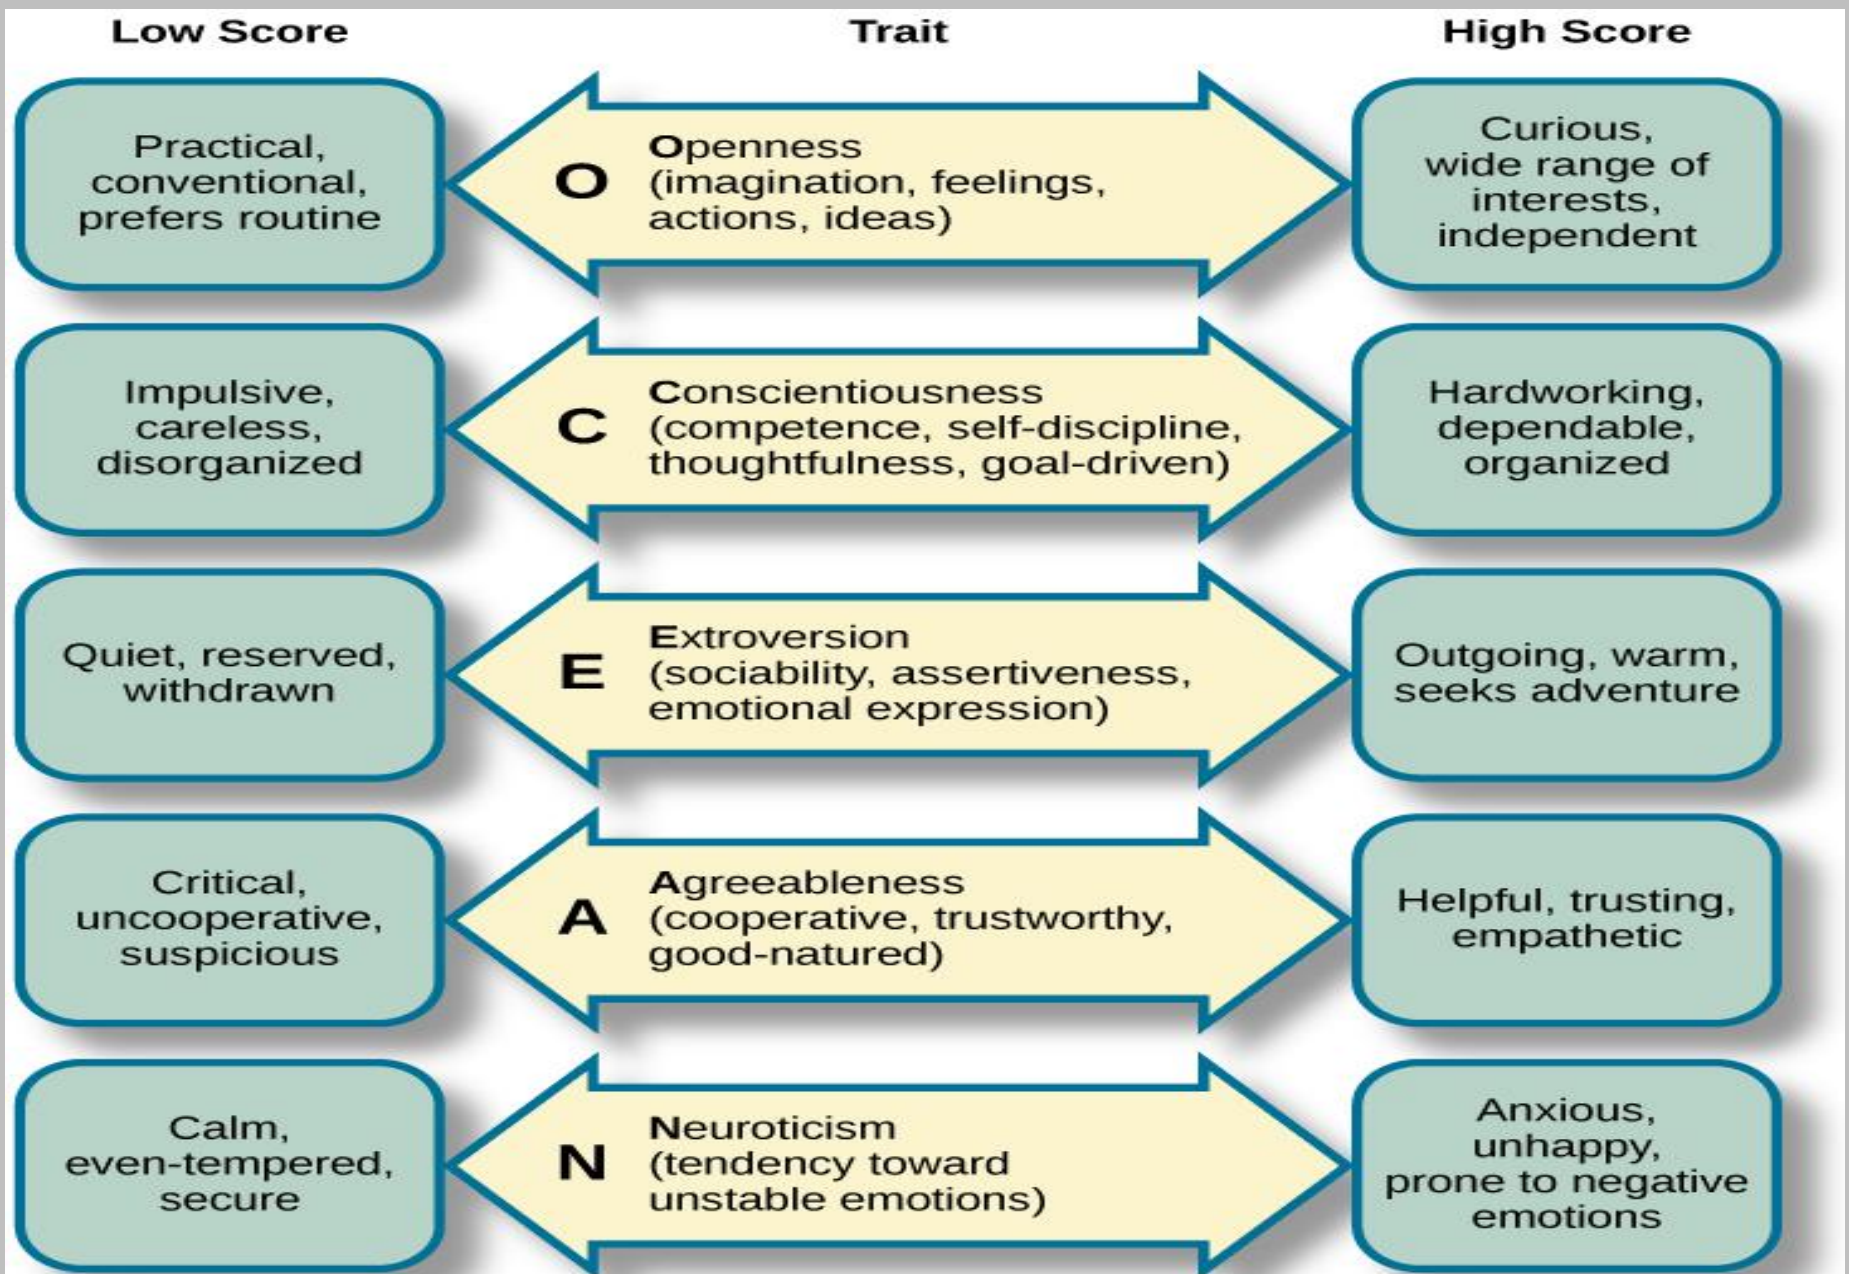 Low Score
Trait
High Score
Practical,
conventional,
prefers routine
O
Openness
(imagination, feelings,
actions, ideas)
Curious,
wide range of
interests,
independent
Impulsive,
careless,
disorganized
C
Conscientiousness
(competence, self-discipline,
thoughtfulness, goal-driven)
Hardworking,
dependable,
organized
Quiet, reserved,
withdrawn
E
Extroversion
(sociability, assertiveness,
emotional expression)
Outgoing, warm,
seeks adventure
Critical,
uncooperative,
suspicious
A
Agreeableness
(cooperative, trustworthy,
good-natured)
Helpful, trusting,
empathetic
Calm,
even-tempered,
secure
N
Neuroticism
(tendency toward
unstable emotions)
Anxious,
unhappy,
prone to negative
emotions